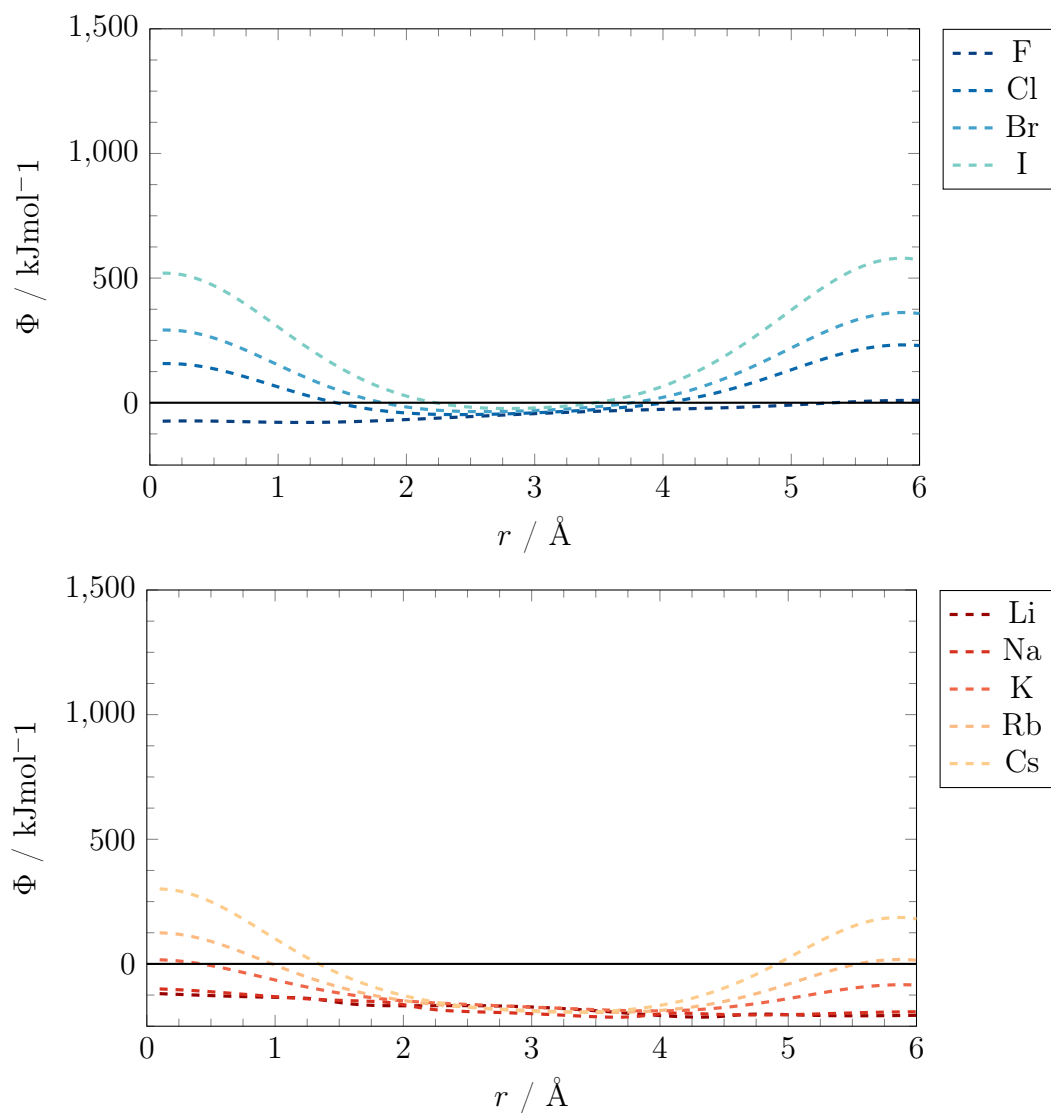 1,500
1,000
500
0
Φ / kJmol⁻¹
0 1 2 3 4 5 6
r / Å
F
Cl
Br
I
1,500
1,000
500
0
Φ / kJmol⁻¹
0 1 2 3 4 5 6
r / Å
Li
Na
K
Rb
Cs